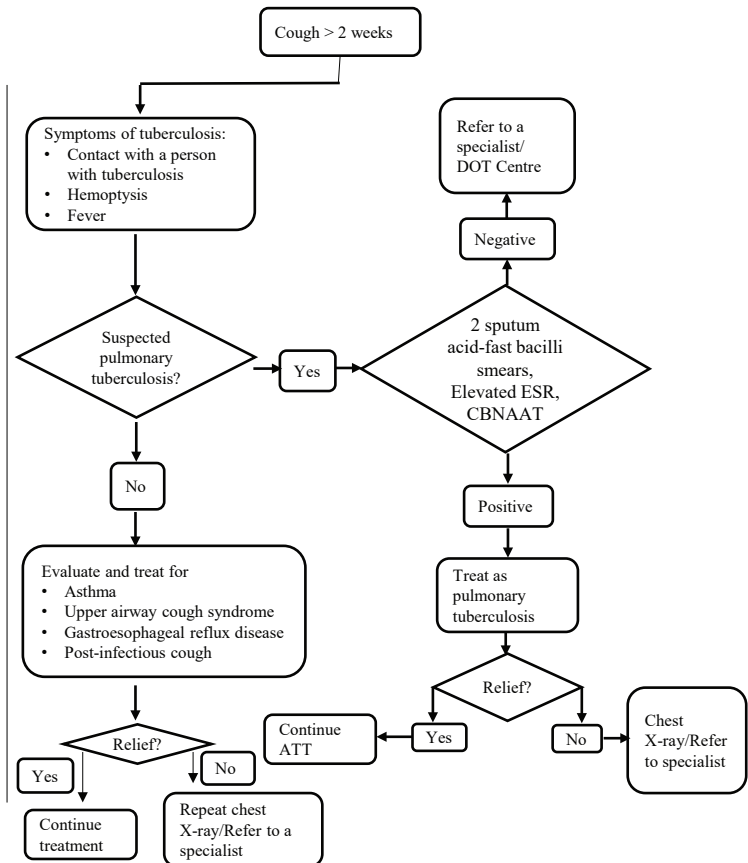 Cough > 2 weeks
Symptoms of tuberculosis:
• Contact with a person
with tuberculosis
• Hemoptysis
• Fever
Refer to a
specialist/
DOT Centre
Negative
Suspected
pulmonary
tuberculosis?
Yes
2 sputum
acid-fast bacilli
smears,
Elevated ESR,
CBNAAT
No
Positive
Evaluate and treat for
• Asthma
• Upper airway cough syndrome
• Gastroesophageal reflux disease
• Post-infectious cough
Treat as
pulmonary
tuberculosis
Relief?
Continue
ATT
Yes
No
Chest
X-ray/Refer
to specialist
Relief?
Yes
No
Continue
treatment
Repeat chest
X-ray/Refer to a
specialist